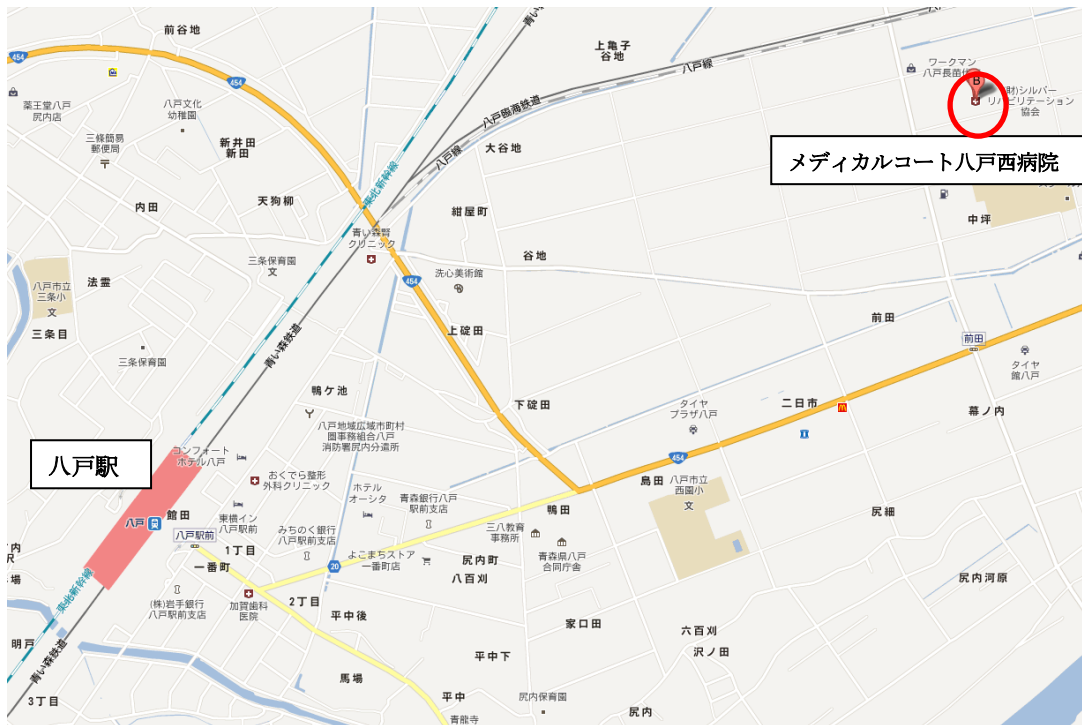 前谷地
454
454
上亀子
谷地
八戸線
ワークマン
八戸長苗代
B
財)シルバー
リハビリテーション
協会
メディカルコート八戸西病院
薬王堂八戸
尻内店
八戸文化
幼稚園
三條簡易
郵便局
新井田
新田
八戸臨海鉄道
八戸線
大谷地
東北新幹線
天狗柳
内田
紺屋町
中坪
青い森腎
クリニック
三条保育園
文
谷地
法霊
八戸市立
三条小
文
三条目
454
洗心美術館
前田
上碇田
前田
青い森鉄道
三条保育園
タイヤ
館八戸
鴨ケ池
下碇田
タイヤ
プラザ八戸
二日市
幕ノ内
八戸地域広域市町村
圏事務組合八戸
消防署尻内分遣所
八戸駅
コンフォート
ホテル八戸
454
おくでら整形
外科クリニック
島田
八戸市立
西園小
文
ホテル
オーシタ
青森銀行八戸
駅前支店
鴨田
尻細
館田
八戸
東横イン
八戸駅前
八戸駅前
みちのく銀行
八戸駅前支店
三八教育
事務所
青森県八戸
合同庁舎
1丁目
一番町
よこまちストア
一番町店
20
尻内町
八百刈
尻内河原
東北新幹線
(株)岩手銀行
八戸駅前支店
加賀歯科
医院
2丁目
平中後
家口田
六百刈
沢ノ田
明戸
青い森鉄道
平中下
馬場
3丁目
平中
尻内保育園
青龍寺
尻内